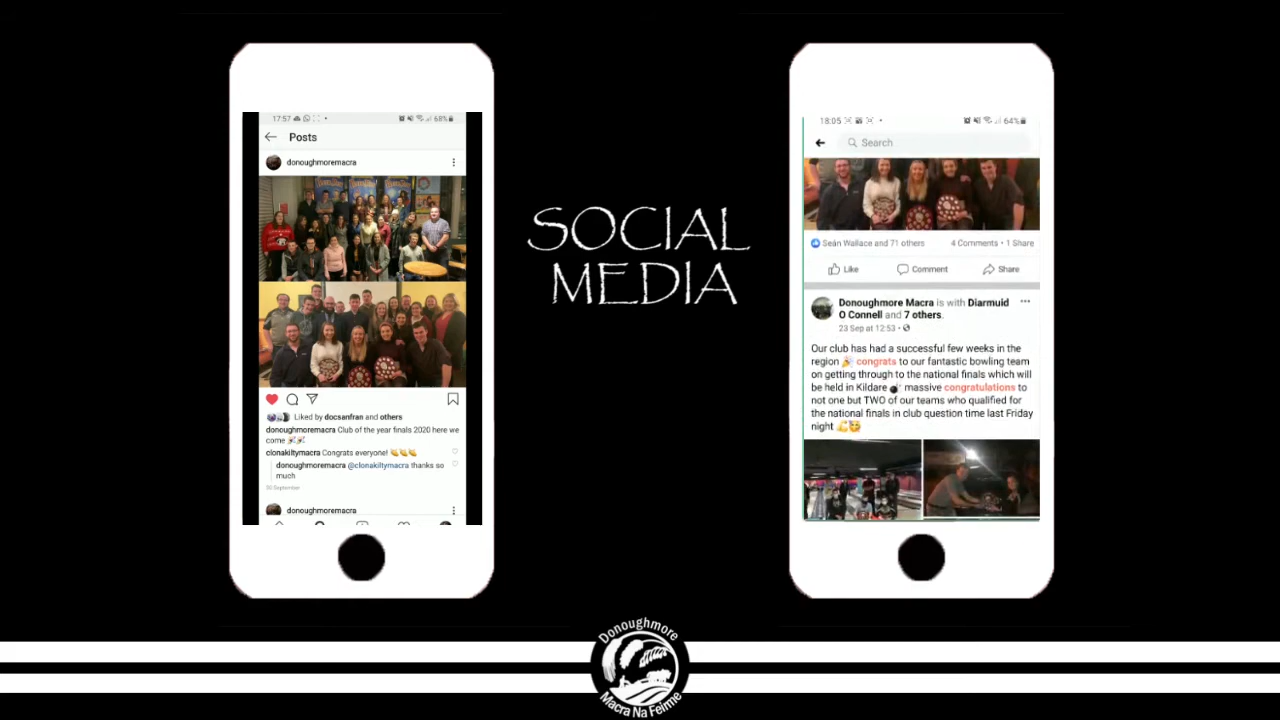 17:57
68%
Posts
donoughmoremacra
Liked by docsanfran and others
donoughmoremacra Club of the year finals 2020 here we
come 🎉🎉
clonakiltymacra Congrats everyone! 👏👏👏
donoughmoremacra @clonakiltymacra thanks so
much
30 September
donoughmoremacra
SOCIAL
MEDIA
18:05
64%
Search
Seán Wallace and 71 others
4 Comments • 1 Share
Like
Comment
Share
Donoughmore Macra is with Diarmuid
O Connell and 7 others.
23 Sep at 12:53
Our club has had a successful few weeks in the
region 🎉 congrats to our fantastic bowling team
on getting through to the national finals which will
be held in Kildare 🎳 massive congratulations to
not one but TWO of our teams who qualified for
the national finals in club question time last Friday
night 💪🥰
Donoughmore
Macra Na Feirme